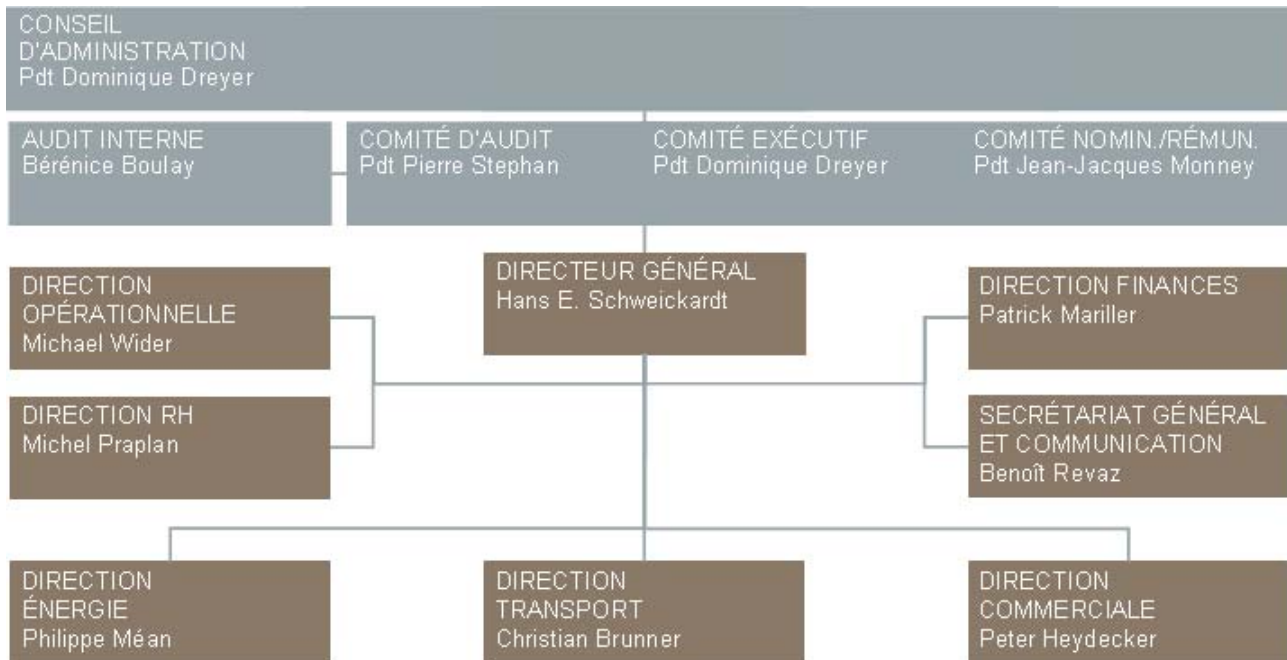 CONSEIL
D'ADMINISTRATION
Pdt Dominique Dreyer
AUDIT INTERNE
Bérénice Boulay
COMITÉ D'AUDIT
Pdt Pierre Stephan
COMITÉ EXÉCUTIF
Pdt Dominique Dreyer
COMITÉ NOMIN./RÉMUN.
Pdt Jean-Jacques Monney
DIRECTION
OPÉRATIONNELLE
Michael Wider
DIRECTEUR GÉNÉRAL
Hans E. Schweickardt
DIRECTION FINANCES
Patrick Mariller
DIRECTION RH
Michel Praplan
SECRÉTARIAT GÉNÉRAL
ET COMMUNICATION
Benoît Revaz
DIRECTION
ÉNERGIE
Philippe Méan
DIRECTION
TRANSPORT
Christian Brunner
DIRECTION
COMMERCIALE
Peter Heydecker